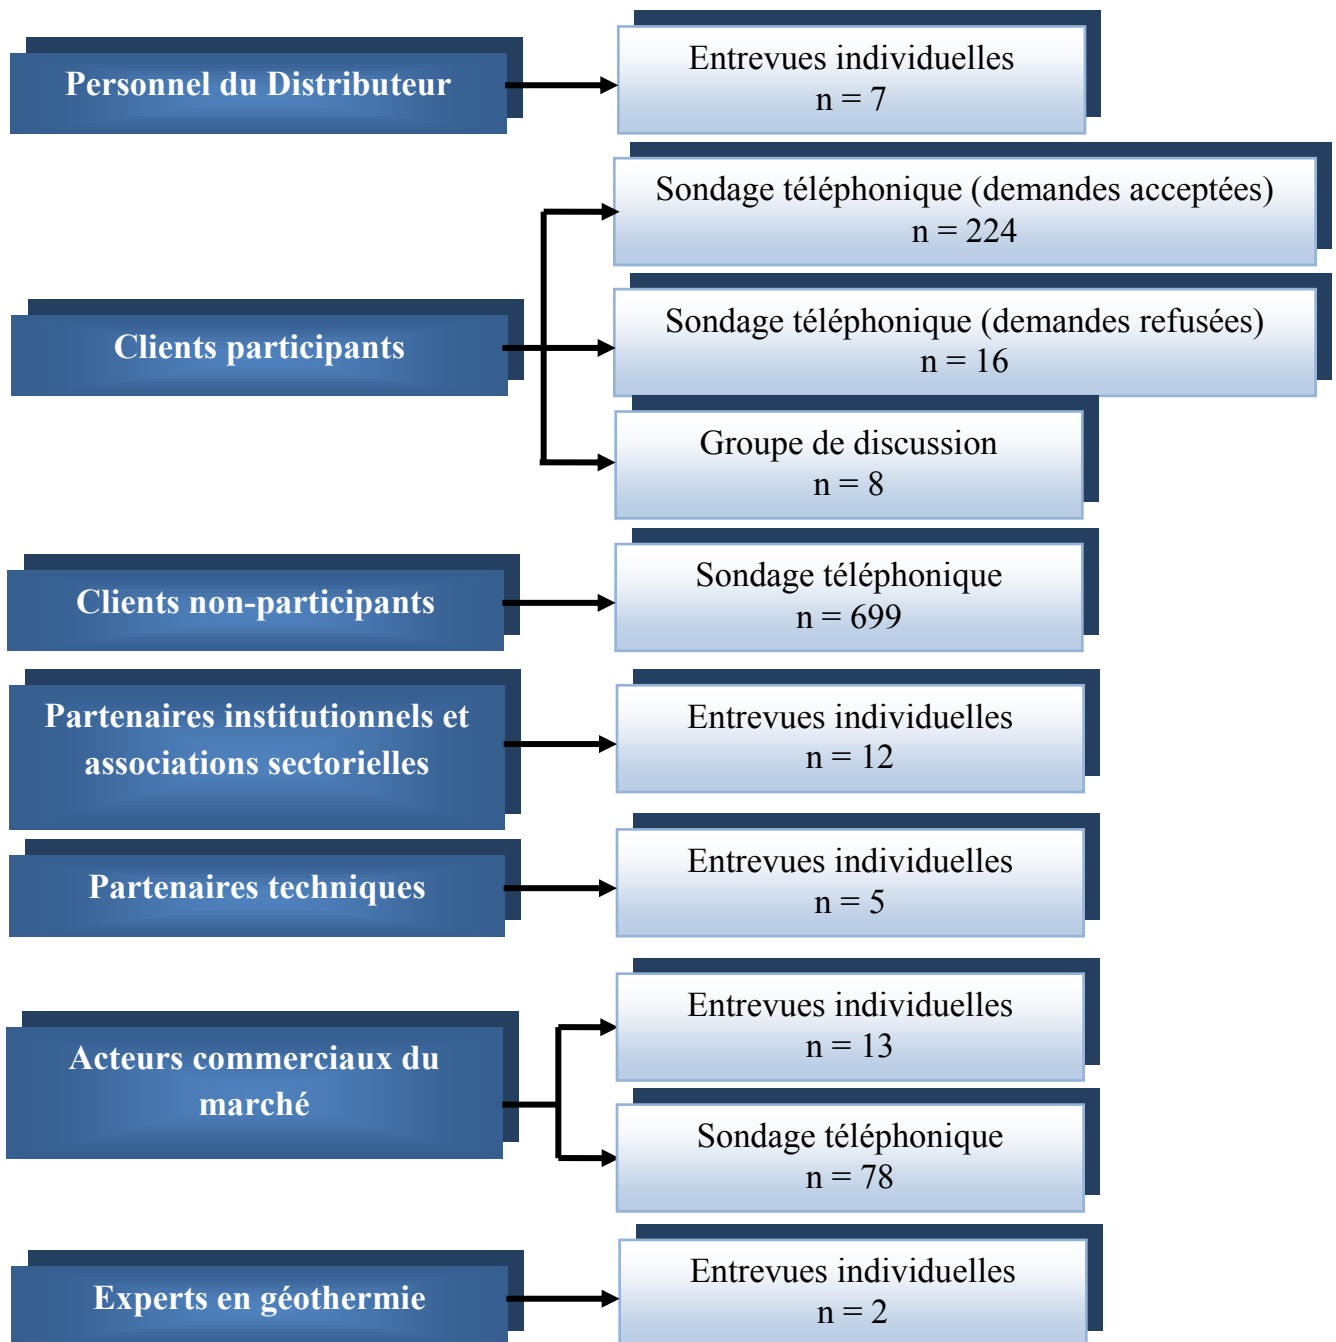 Personnel du Distributeur
Entrevues individuelles
n = 7
Clients participants
Sondage téléphonique (demandes acceptées)
n = 224
Sondage téléphonique (demandes refusées)
n = 16
Groupe de discussion
n = 8
Clients non-participants
Sondage téléphonique
n = 699
Partenaires institutionnels et
associations sectorielles
Entrevues individuelles
n = 12
Partenaires techniques
Entrevues individuelles
n = 5
Acteurs commerciaux du
marché
Entrevues individuelles
n = 13
Sondage téléphonique
n = 78
Experts en géothermie
Entrevues individuelles
n = 2